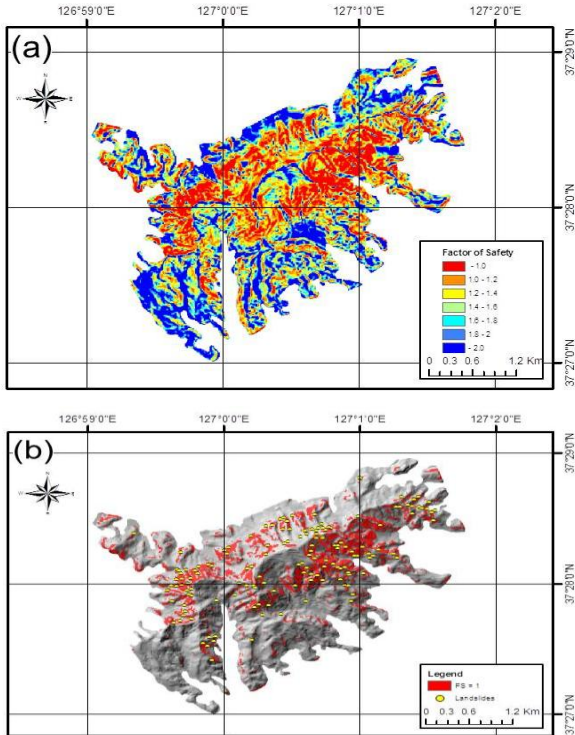 126°59'0"E 127°0'0"E 127°1'0"E 127°2'0"E
(a)
N
W E
S
37°29'0"N
37°28'0"N
37°27'0"N
Factor of Safety
- 1.0
1.0 - 1.2
1.2 - 1.4
1.4 - 1.6
1.6 - 1.8
1.8 - 2
- 2.0
0 0.3 0.6 1.2 Km
126°59'0"E 127°0'0"E 127°1'0"E 127°2'0"E
(b)
N
W E
S
37°29'0"N
37°28'0"N
37°27'0"N
Legend
FS = 1
Landslides
0 0.3 0.6 1.2 Km